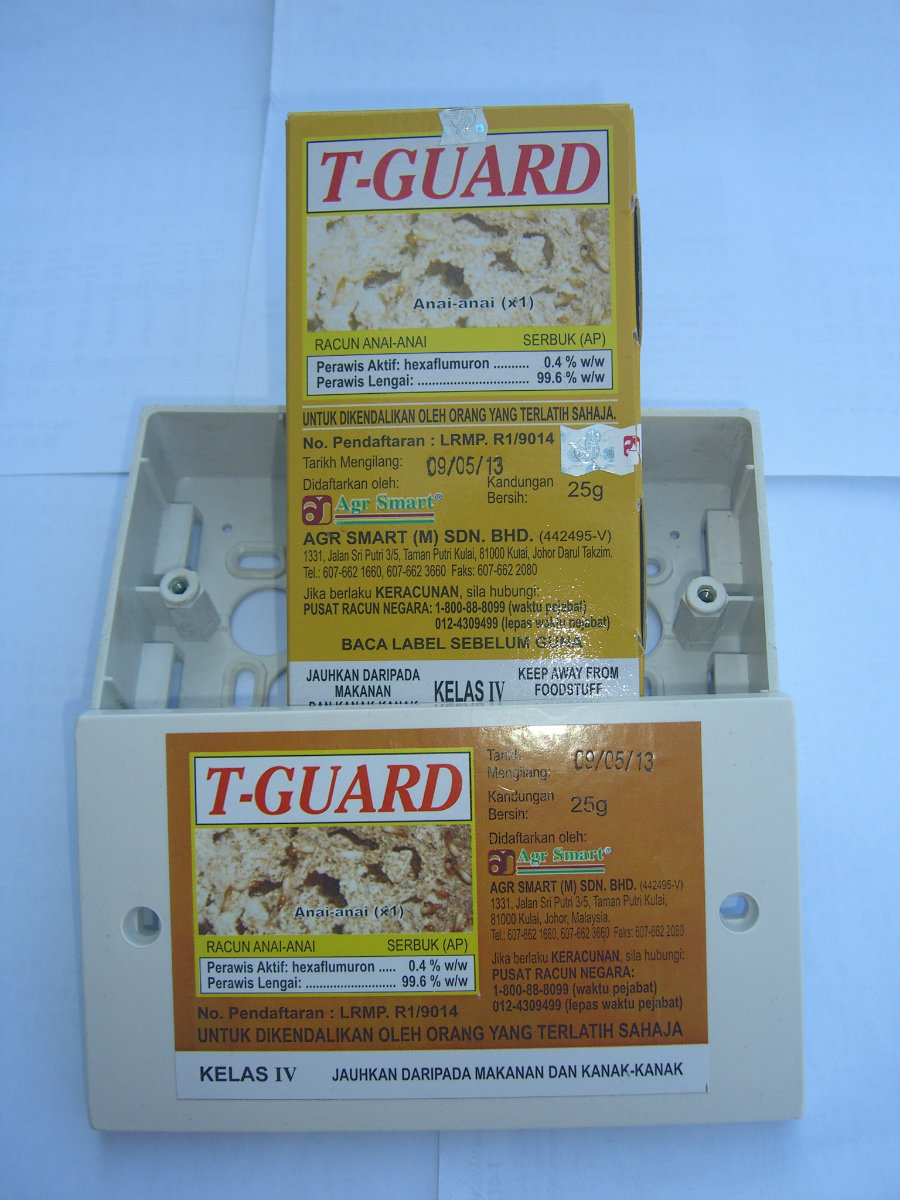 T-GUARD
Anai-anai (x1)
RACUN ANAI-ANAI SERBUK (AP)
Perawis Aktif: hexaflumuron .......... 0.4 % w/w
Perawis Lengai: .............................. 99.6 % w/w
UNTUK DIKENDALIKAN OLEH ORANG YANG TERLATIH SAHAJA.
No. Pendaftaran : LRMP. R1/9014
Tarikh Mengilang: 09/05/13
Didaftarkan oleh: Kandungan Bersih: 25g
Agr Smart®
AGR SMART (M) SDN. BHD. (442495-V)
1331, Jalan Sri Putri 3/5, Taman Putri Kulai, 81000 Kulai, Johor Darul Takzim.
Tel.: 607-662 1660, 607-662 3660 Faks: 607-662 2080
Jika berlaku KERACUNAN, sila hubungi:
PUSAT RACUN NEGARA: 1-800-88-8099 (waktu pejabat)
012-4309499 (lepas waktu pejabat)
BACA LABEL SEBELUM GUNA
JAUHKAN DARIPADA
MAKANAN
DAN KANAK-KANAK
KELAS IV
KEEP AWAY FROM
FOODSTUFF
T-GUARD
Anai-anai (x1)
RACUN ANAI-ANAI SERBUK (AP)
Perawis Aktif: hexaflumuron ..... 0.4 % w/w
Perawis Lengai: ......................... 99.6 % w/w
Tarikh
Mengilang: 09/05/13
Kandungan
Bersih: 25g
Didaftarkan oleh:
Agr Smart®
AGR SMART (M) SDN. BHD. (442495-V)
1331, Jalan Sri Putri 3/5, Taman Putri Kulai,
81000 Kulai, Johor, Malaysia.
Tel.: 607-662 1660, 607-662 3660 Faks: 607-662 2080
Jika berlaku KERACUNAN, sila hubungi:
PUSAT RACUN NEGARA:
1-800-88-8099 (waktu pejabat)
012-4309499 (lepas waktu pejabat)
No. Pendaftaran : LRMP. R1/9014
UNTUK DIKENDALIKAN OLEH ORANG YANG TERLATIH SAHAJA
KELAS IV JAUHKAN DARIPADA MAKANAN DAN KANAK-KANAK